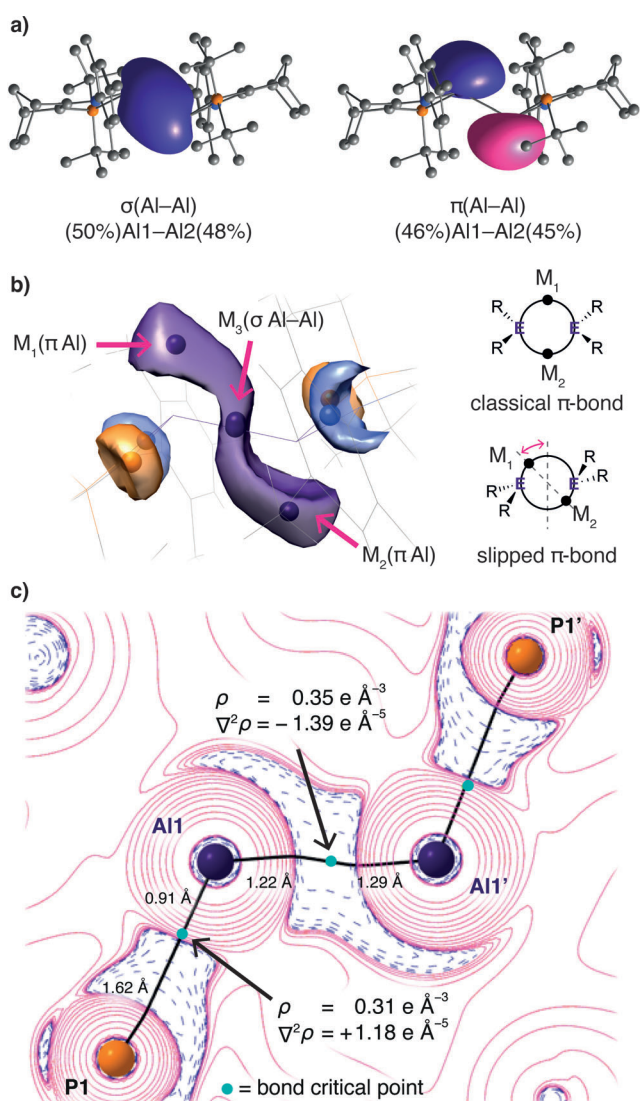 a)
σ(Al–Al)
(50%)Al1–Al2(48%)
π(Al–Al)
(46%)Al1–Al2(45%)
b)
M₁(π Al)
M₃(σ Al–Al)
M₂(π Al)
M₁
R R
E E
R R
M₂
classical π-bond
M₁
R
R E E R
R
M₂
slipped π-bond
c)
P1'
ρ = 0.35 e Å⁻³
∇²ρ = – 1.39 e Å⁻⁵
Al1
Al1'
1.22 Å
1.29 Å
0.91 Å
1.62 Å
ρ = 0.31 e Å⁻³
∇²ρ = +1.18 e Å⁻⁵
P1
= bond critical point